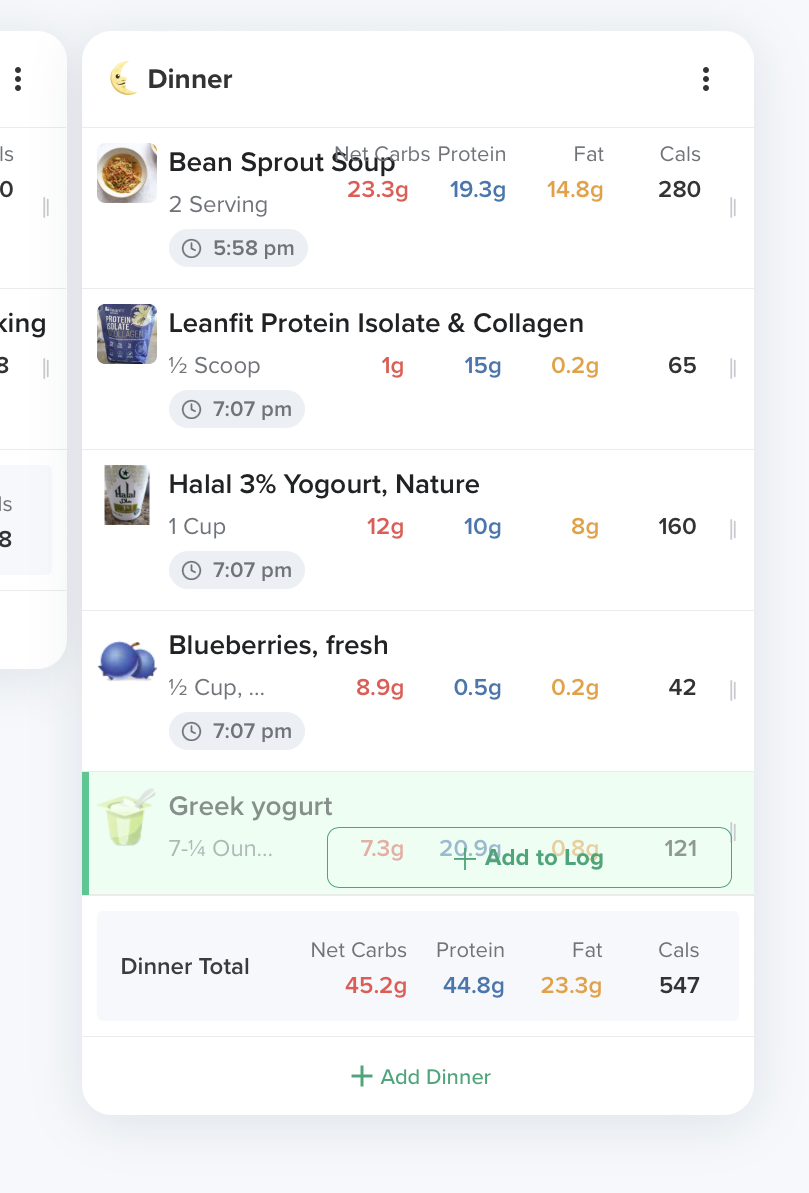 Dinner
ls
0
Net Carbs Protein Fat Cals
Bean Sprout Soup
23.3g 19.3g 14.8g 280
2 Serving
5:58 pm
king
8
Leanfit Protein Isolate & Collagen
½ Scoop 1g 15g 0.2g 65
7:07 pm
PROTEIN
ISOLATE
Halal 3% Yogourt, Nature
Halal
1 Cup 12g 10g 8g 160
7:07 pm
ls
8
Blueberries, fresh
½ Cup, ... 8.9g 0.5g 0.2g 42
7:07 pm
Greek yogurt
7-¼ Oun... 7.3g 20.9g 0.8g 121
Add to Log
Dinner Total
Net Carbs Protein Fat Cals
45.2g 44.8g 23.3g 547
Add Dinner